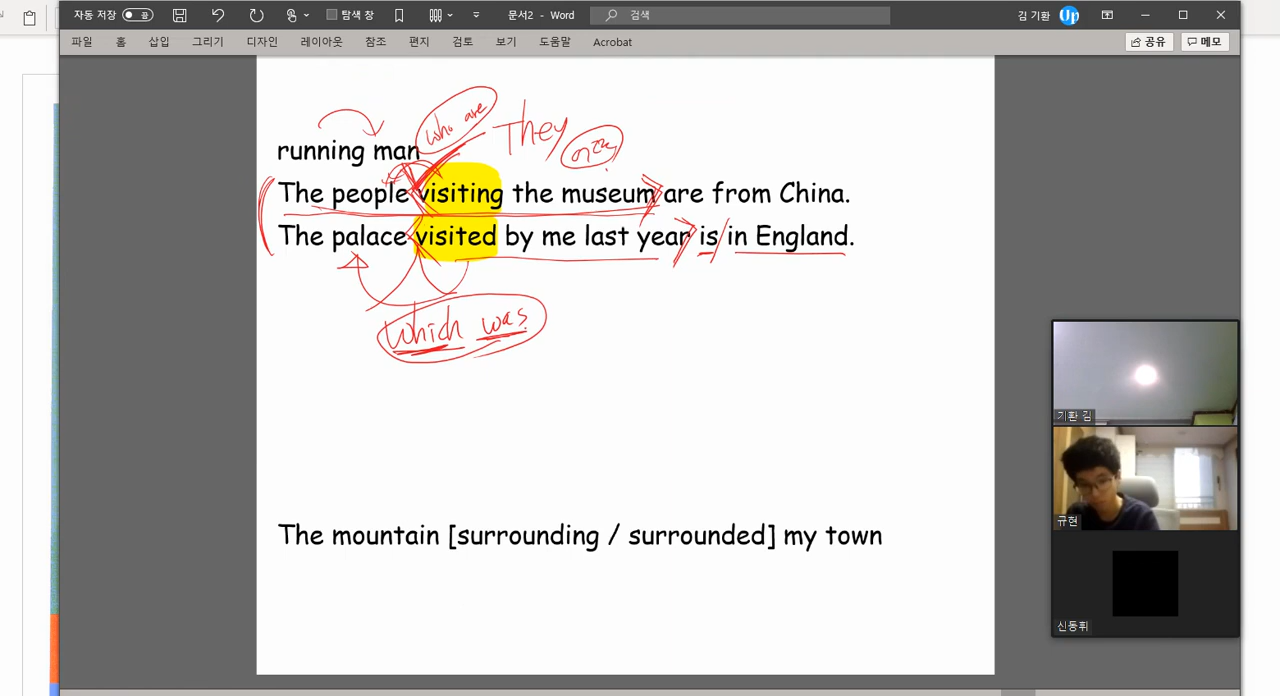 자동 저장 끔 탐색 창 문서2 - Word 검색 김 기환 Up
파일 홈 삽입 그리기 디자인 레이아웃 참조 편지 검토 보기 도움말 Acrobat 공유 메모
who are They
running man
The people visiting the museum are from China.
The palace visited by me last year is in England.
which was
The mountain [surrounding / surrounded] my town
기환 김
규현
신동휘